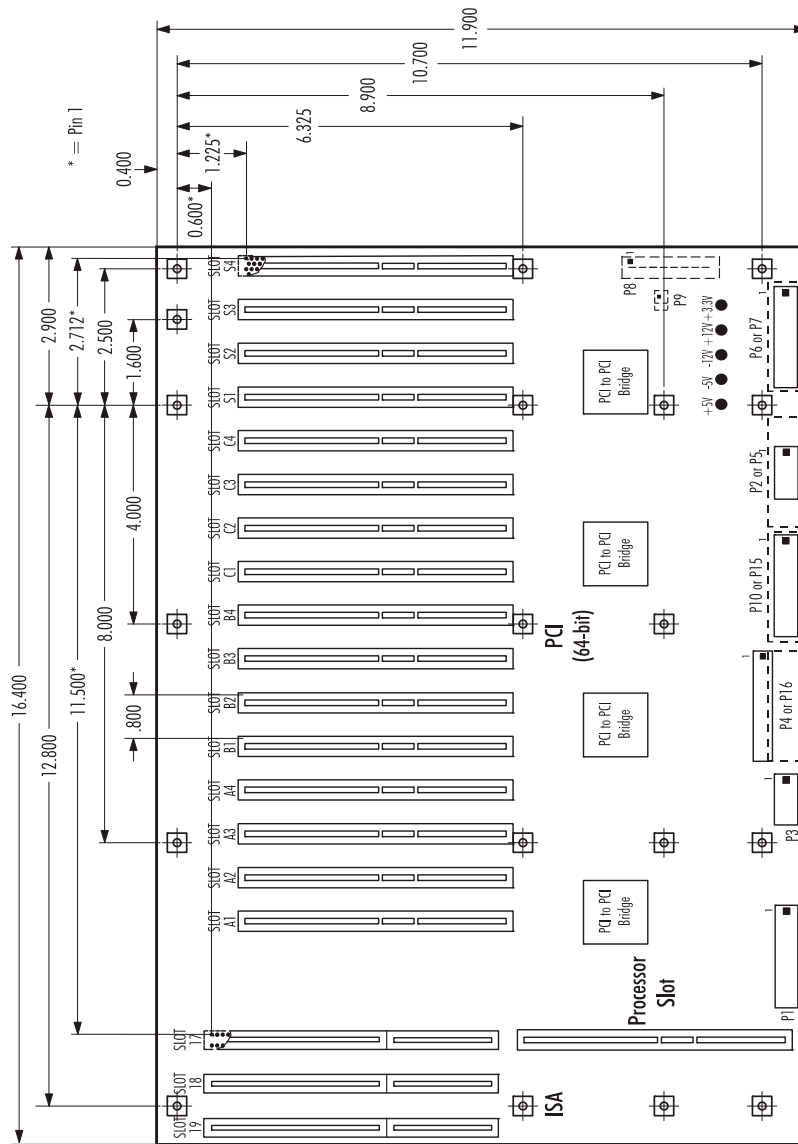 * = Pin 1
0.400
0.600*
1.225*
6.325
8.900
10.700
11.900
16.400
2.900
2.712*
2.500
1.600
12.800
11.500*
8.000
4.000
.800
SLOT S4
SLOT S3
SLOT S2
SLOT S1
SLOT C4
SLOT C3
SLOT C2
SLOT C1
SLOT B4
SLOT B3
SLOT B2
SLOT B1
SLOT A4
SLOT A3
SLOT A2
SLOT A1
SLOT 17
SLOT 18
SLOT 19
PCI
(64-bit)
ISA
Processor
Slot
PCI to PCI
Bridge
PCI to PCI
Bridge
PCI to PCI
Bridge
PCI to PCI
Bridge
P8
1
P9
+5V -5V -12V +12V +3.3V
P6 or P7
1
P2 or P5
1
P10 or P15
1
P4 or P16
1
P3
1
P1
1